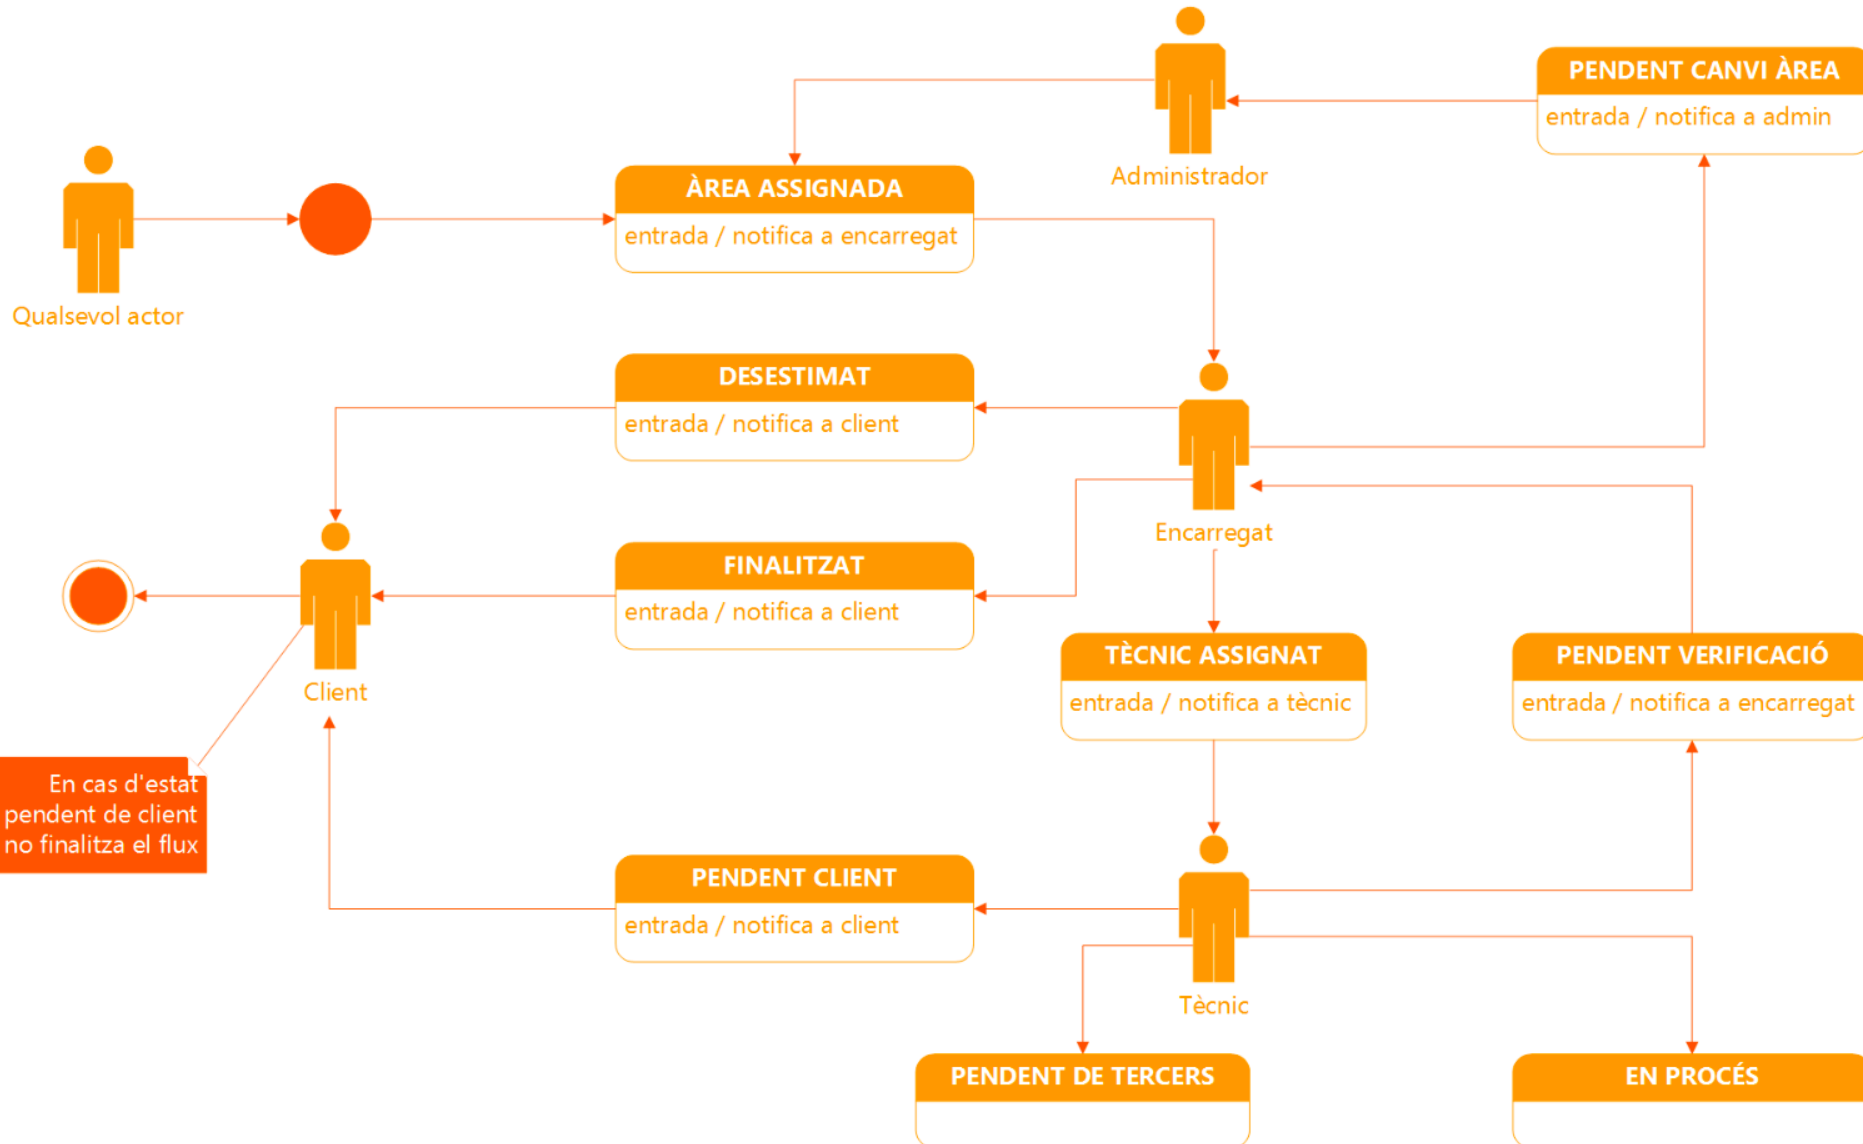 PENDENT CANVI ÀREA
entrada / notifica a admin
Administrador
ÀREA ASSIGNADA
entrada / notifica a encarregat
Qualsevol actor
DESESTIMAT
entrada / notifica a client
Encarregat
FINALITZAT
entrada / notifica a client
Client
TÈCNIC ASSIGNAT
entrada / notifica a tècnic
PENDENT VERIFICACIÓ
entrada / notifica a encarregat
En cas d'estat
pendent de client
no finalitza el flux
PENDENT CLIENT
entrada / notifica a client
Tècnic
PENDENT DE TERCERS
EN PROCÉS